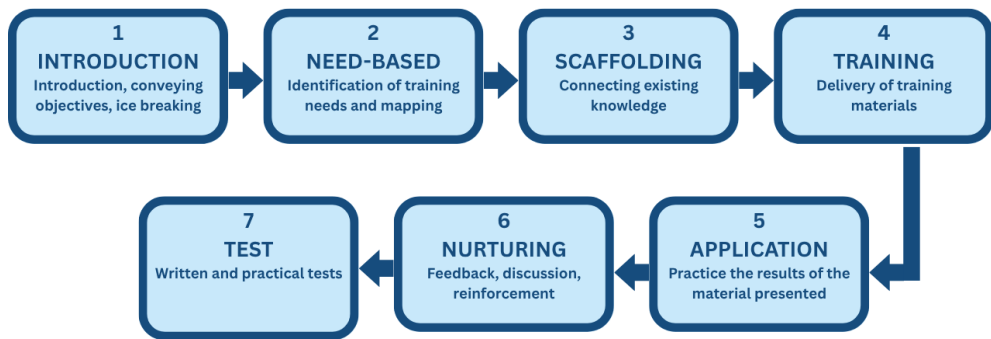 1
INTRODUCTION
Introduction, conveying
objectives, ice breaking
2
NEED-BASED
Identification of training
needs and mapping
3
SCAFFOLDING
Connecting existing
knowledge
4
TRAINING
Delivery of training
materials
5
APPLICATION
Practice the results of the
material presented
6
NURTURING
Feedback, discussion,
reinforcement
7
TEST
Written and practical tests